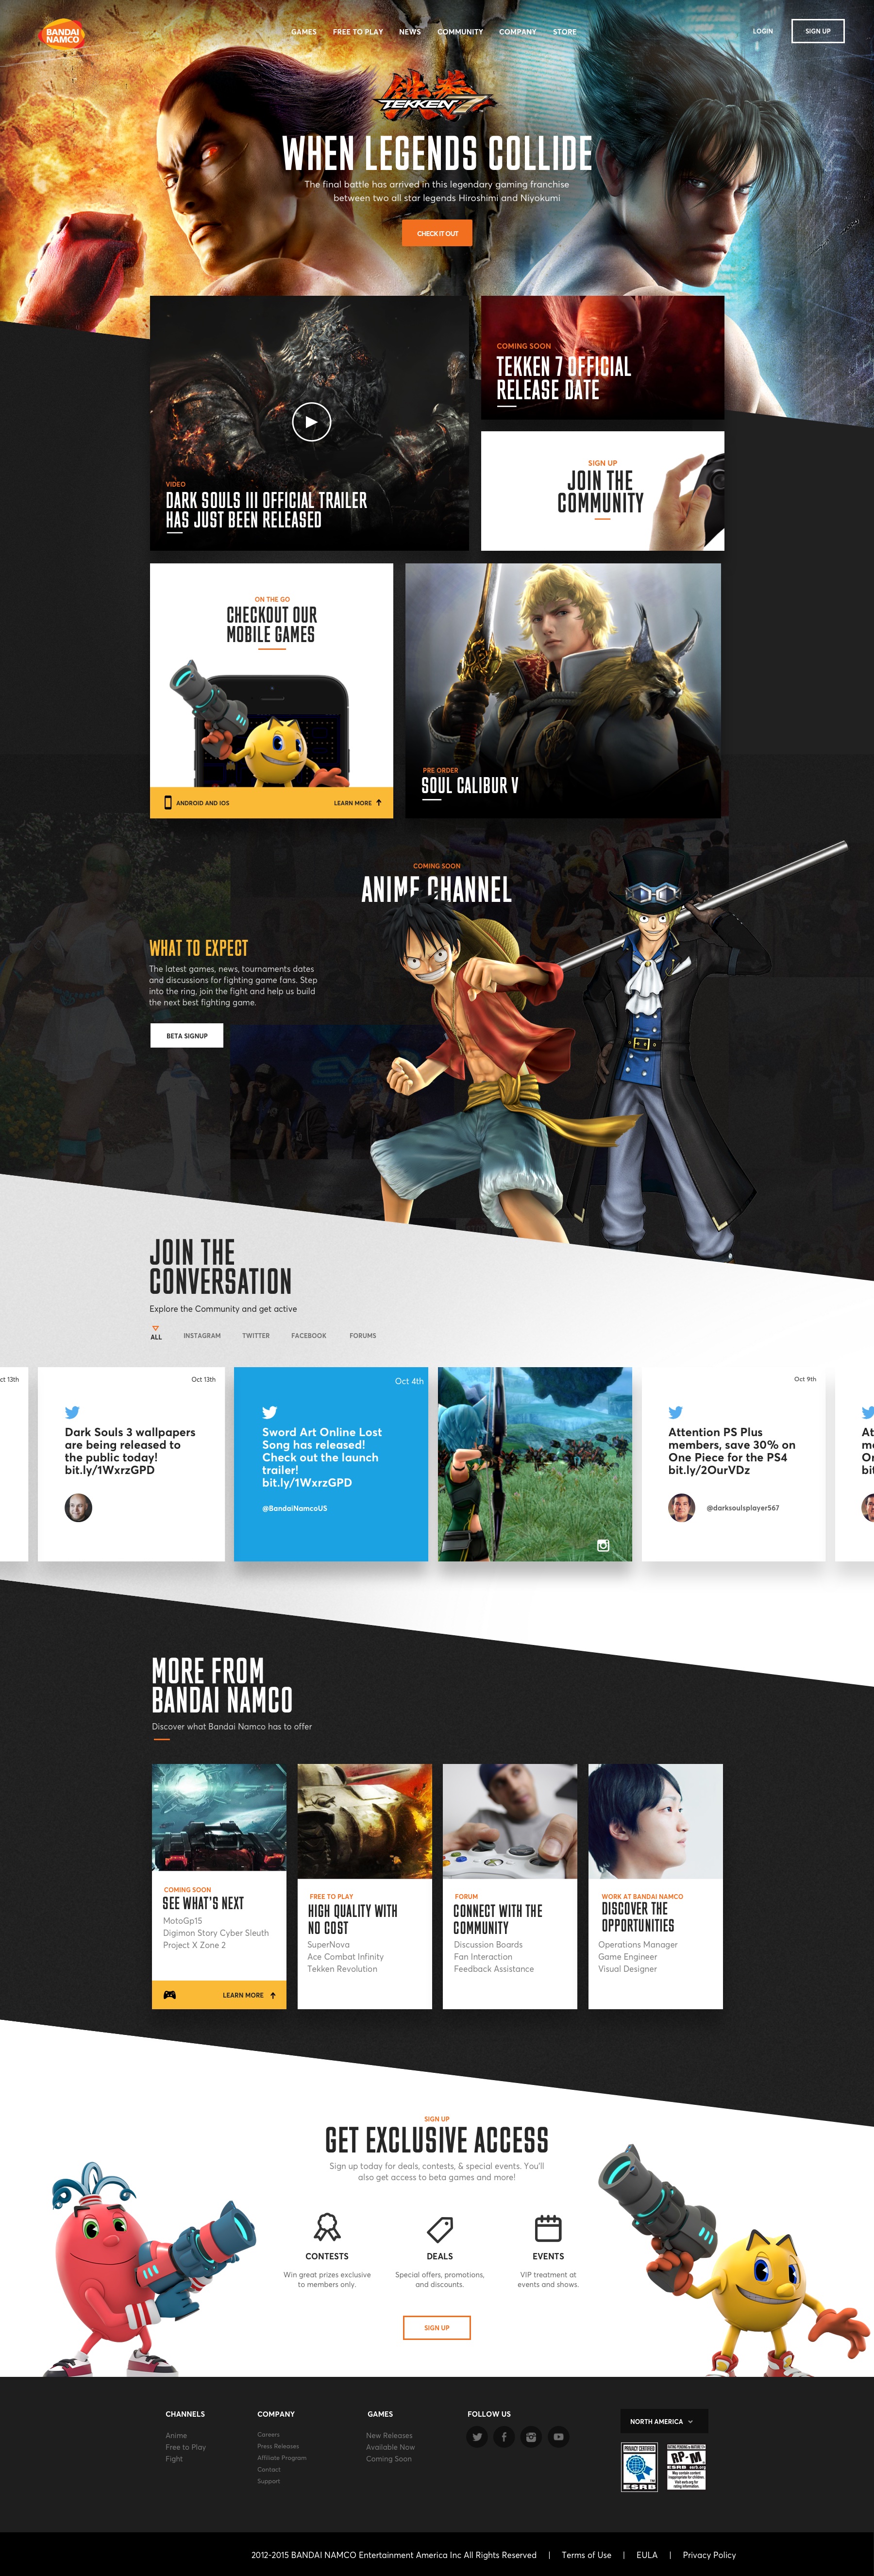 BANDAI
NAMCO
GAMES FREE TO PLAY NEWS COMMUNITY COMPANY STORE
LOGIN SIGN UP
鉄拳
TEKKEN 7
WHEN LEGENDS COLLIDE
The final battle has arrived in this legendary gaming franchise
between two all star legends Hiroshimi and Niyokumi
CHECK IT OUT
VIDEO
DARK SOULS III OFFICIAL TRAILER
HAS JUST BEEN RELEASED
COMING SOON
TEKKEN 7 OFFICIAL
RELEASE DATE
SIGN UP
JOIN THE
COMMUNITY
ON THE GO
CHECKOUT OUR
MOBILE GAMES
ANDROID AND IOS LEARN MORE
PRE ORDER
SOUL CALIBUR V
COMING SOON
ANIME CHANNEL
WHAT TO EXPECT
The latest games, news, tournaments dates
and discussions for fighting game fans. Step
into the ring, join the fight and help us build
the next best fighting game.
BETA SIGNUP
JOIN THE
CONVERSATION
Explore the Community and get active
ALL INSTAGRAM TWITTER FACEBOOK FORUMS
ct 13th
Oct 13th
Dark Souls 3 wallpapers
are being released to
the public today!
bit.ly/1WxrzGPD
Oct 4th
Sword Art Online Lost
Song has released!
Check out the launch
trailer!
bit.ly/1WxrzGPD
@BandaiNamcoUS
Oct 9th
Attention PS Plus
members, save 30% on
One Piece for the PS4
bit.ly/2OurVDz
@darksoulsplayer567
At
m
O
bi
MORE FROM
BANDAI NAMCO
Discover what Bandai Namco has to offer
COMING SOON
SEE WHAT'S NEXT
MotoGp15
Digimon Story Cyber Sleuth
Project X Zone 2
LEARN MORE
FREE TO PLAY
HIGH QUALITY WITH
NO COST
SuperNova
Ace Combat Infinity
Tekken Revolution
FORUM
CONNECT WITH THE
COMMUNITY
Discussion Boards
Fan Interaction
Feedback Assistance
WORK AT BANDAI NAMCO
DISCOVER THE
OPPORTUNITIES
Operations Manager
Game Engineer
Visual Designer
SIGN UP
GET EXCLUSIVE ACCESS
Sign up today for deals, contests, & special events. You'll
also get access to beta games and more!
CONTESTS
Win great prizes exclusive
to members only.
DEALS
Special offers, promotions,
and discounts.
EVENTS
VIP treatment at
events and shows.
SIGN UP
CHANNELS
Anime
Free to Play
Fight
COMPANY
Careers
Press Releases
Affiliate Program
Contact
Support
GAMES
New Releases
Available Now
Coming Soon
FOLLOW US
NORTH AMERICA
PRIVACY CERTIFIED
ESRB
RP-M
ESRB esrb.org
May contain content
inappropriate for children
Visit esrb.org for
rating information.
2012-2015 BANDAI NAMCO Entertainment America Inc All Rights Reserved | Terms of Use | EULA | Privacy Policy